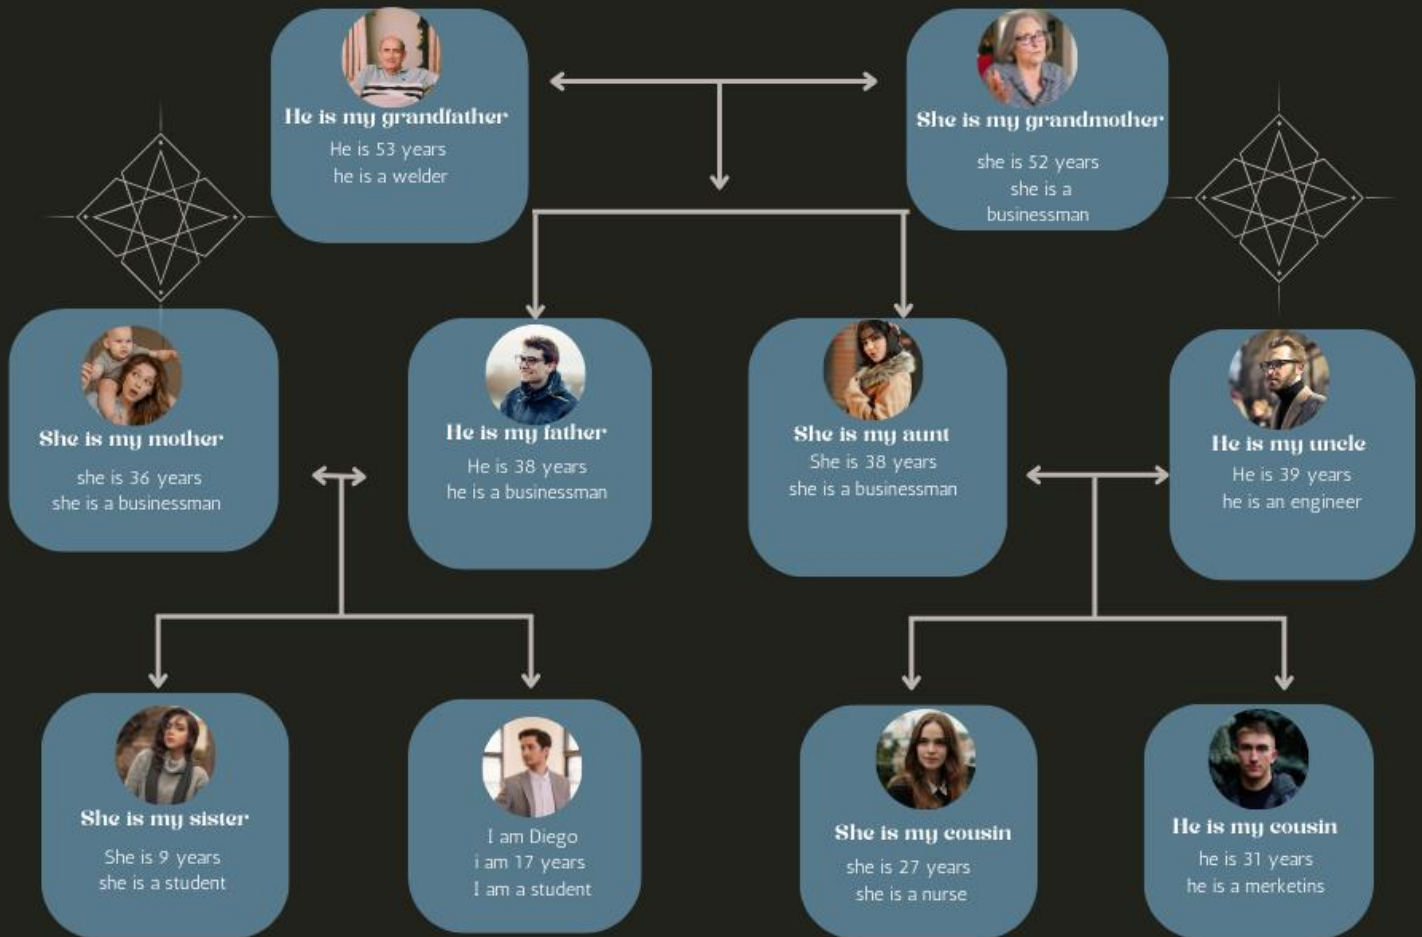 He is my grandfather
He is 53 years
he is a welder
She is my grandmother
she is 52 years
she is a
businessman
She is my mother
she is 36 years
she is a businessman
He is my father
He is 38 years
he is a businessman
She is my aunt
She is 38 years
she is a businessman
He is my uncle
He is 39 years
he is an engineer
She is my sister
She is 9 years
she is a student
I am Diego
i am 17 years
I am a student
She is my cousin
she is 27 years
she is a nurse
He is my cousin
he is 31 years
he is a merketins